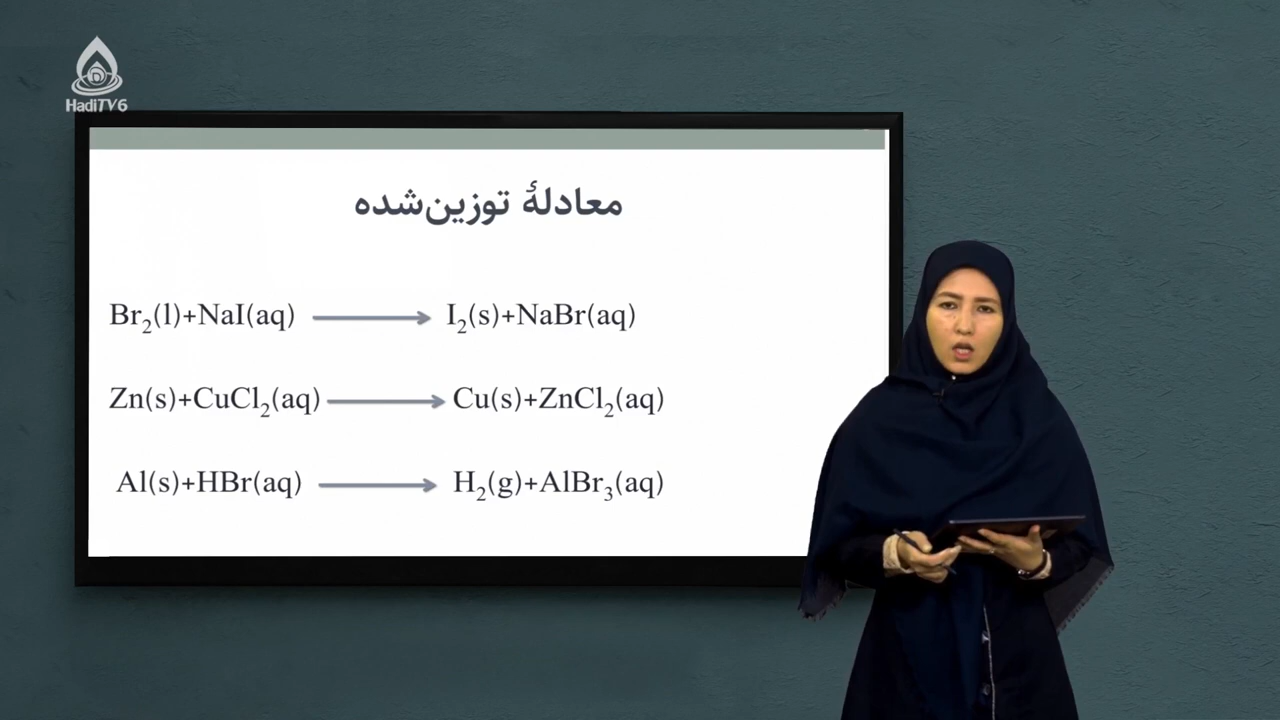 HadiTV6
معادلهٔ توزین‌شده
Br₂(l)+NaI(aq) ⟶ I₂(s)+NaBr(aq)
Zn(s)+CuCl₂(aq) ⟶ Cu(s)+ZnCl₂(aq)
Al(s)+HBr(aq) ⟶ H₂(g)+AlBr₃(aq)